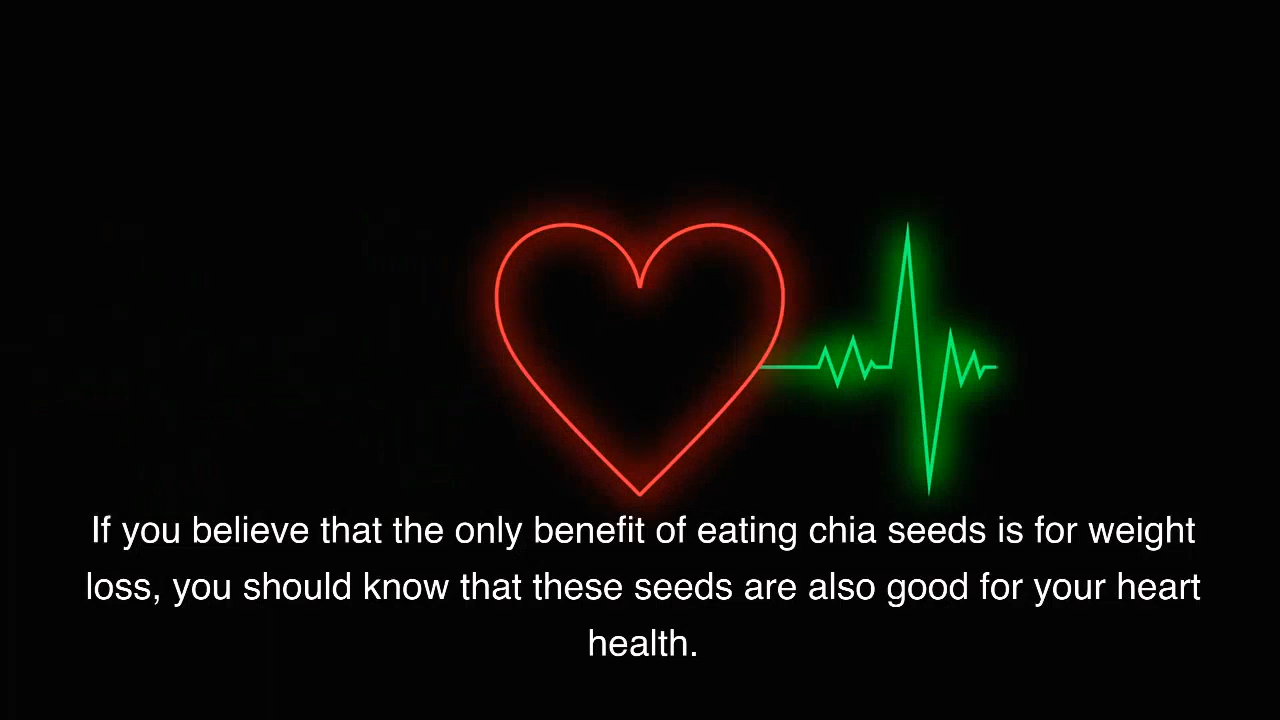 If you believe that the only benefit of eating chia seeds is for weight
loss, you should know that these seeds are also good for your heart
health.